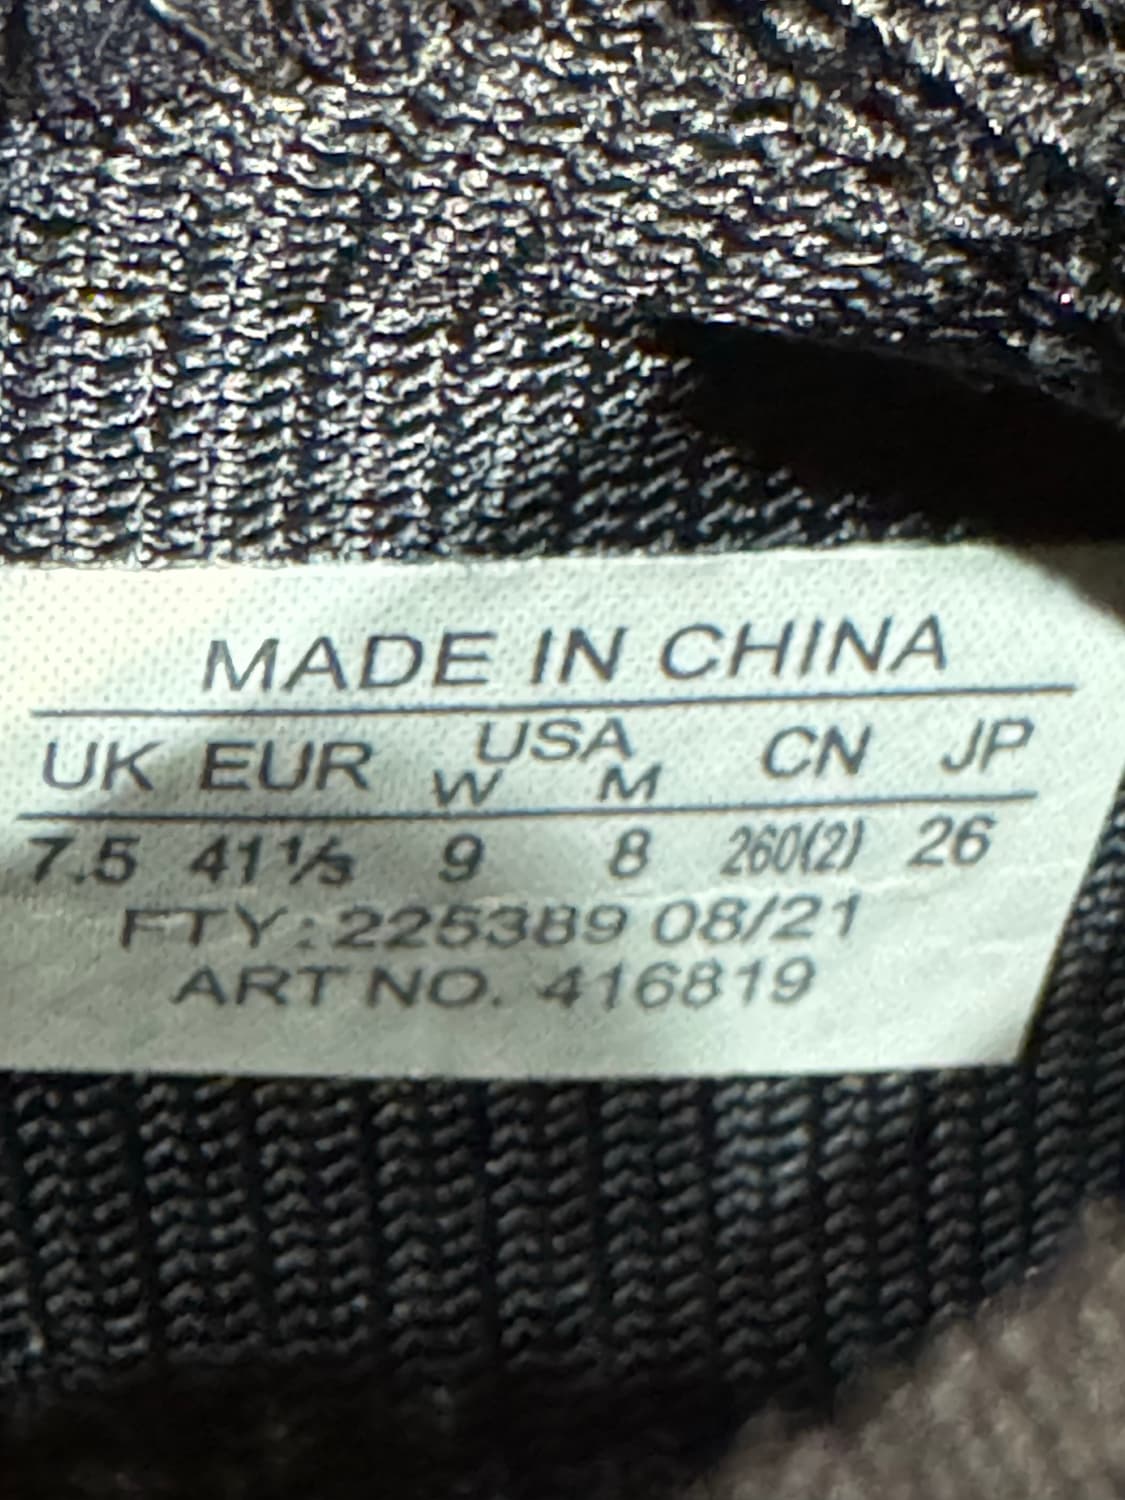 MADE IN CHINA
UK EUR USA CN JP
W M
7.5 41⅓ 9 8 260(2) 26
FTY: 225389 08/21
ART NO. 416819